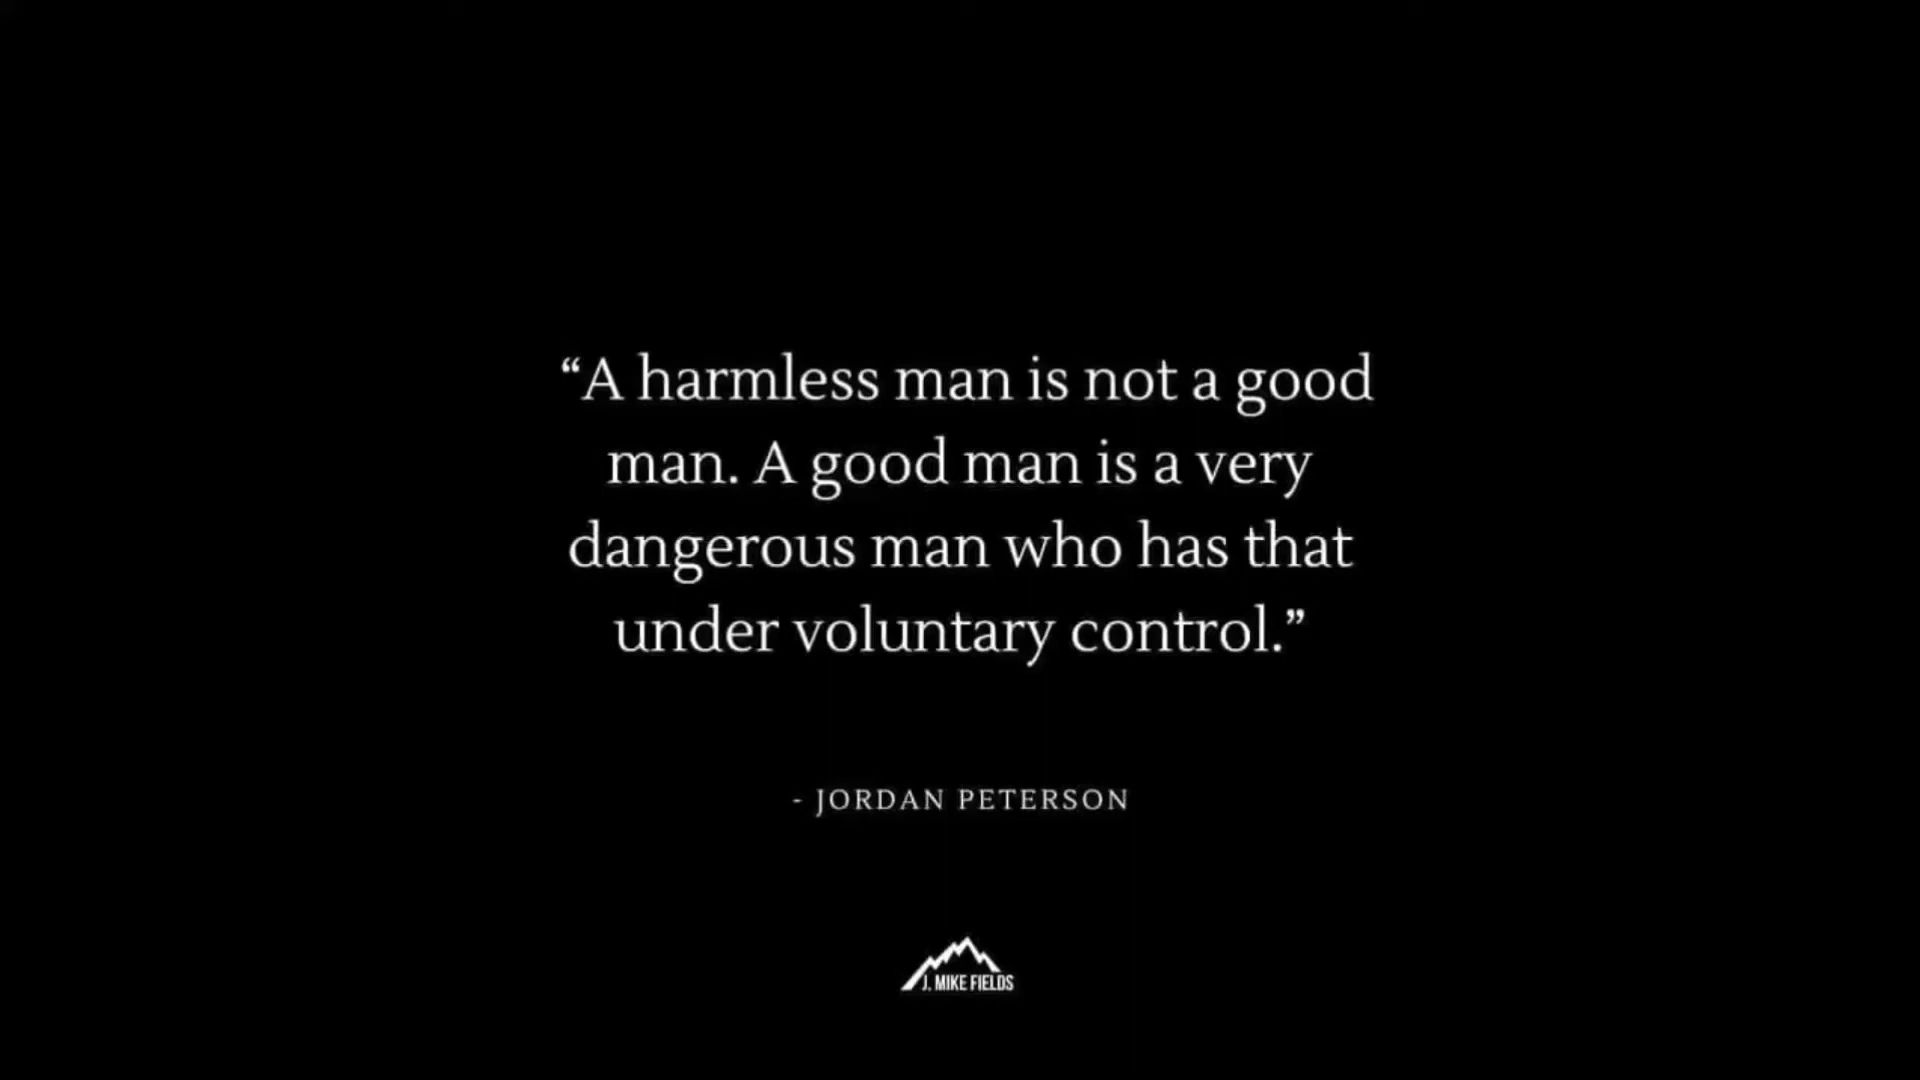 “A harmless man is not a good
man. A good man is a very
dangerous man who has that
under voluntary control.”
- JORDAN PETERSON
J. MIKE FIELDS